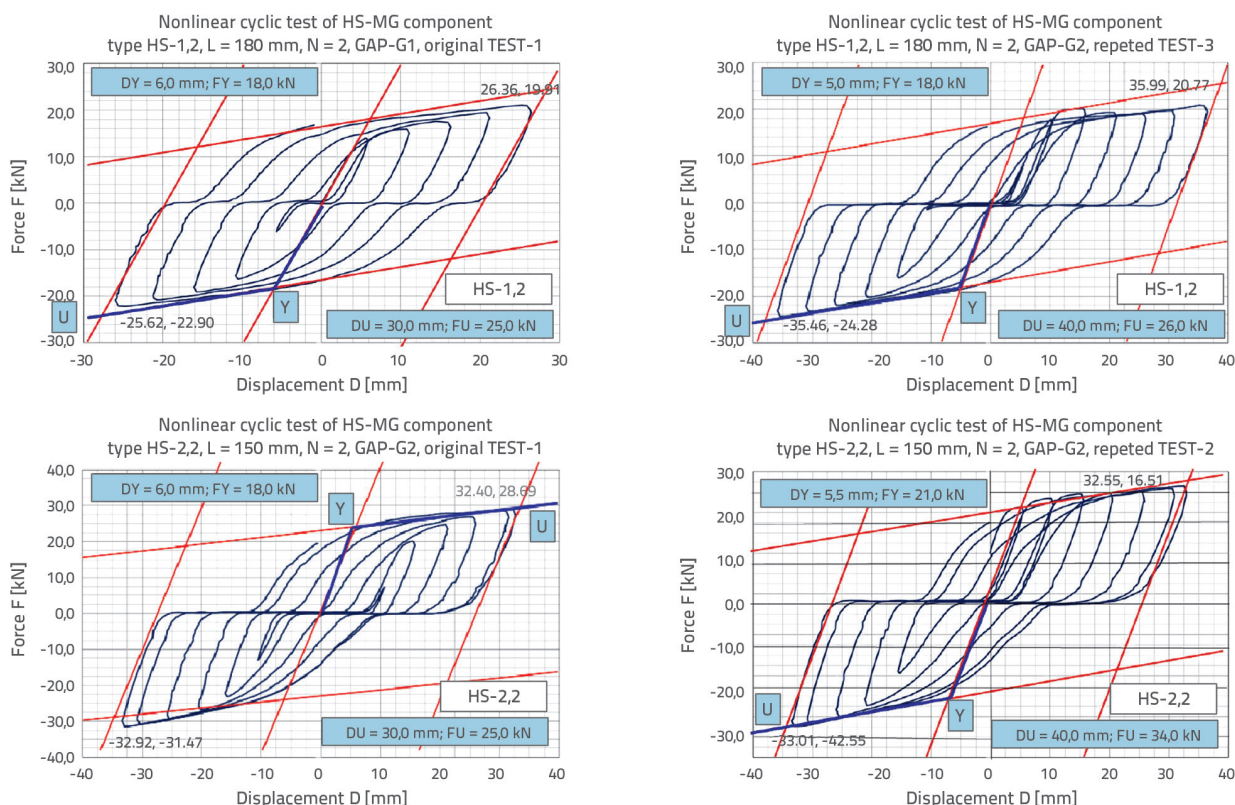 Nonlinear cyclic test of HS-MG component
type HS-1,2, L = 180 mm, N = 2, GAP-G1, original TEST-1
30,0
20,0
10,0
0,0
-10,0
-20,0
-30,0
Force F [kN]
DY = 6,0 mm; FY = 18,0 kN
26.36, 19.91
HS-1,2
U
Y
-25.62, -22.90
DU = 30,0 mm; FU = 25,0 kN
-30 -20 -10 0 10 20 30
Displacement D [mm]
Nonlinear cyclic test of HS-MG component
type HS-1,2, L = 180 mm, N = 2, GAP-G2, repeted TEST-3
30,0
20,0
10,0
0,0
-10,0
-20,0
-30,0
Force F [kN]
DY = 5,0 mm; FY = 18,0 kN
35.99, 20.77
HS-1,2
U
Y
-35.46, -24.28
DU = 40,0 mm; FU = 26,0 kN
-40 -30 -20 -10 0 10 20 30 40
Displacement D [mm]
Nonlinear cyclic test of HS-MG component
type HS-2,2, L = 150 mm, N = 2, GAP-G2, original TEST-1
40,0
30,0
20,0
10,0
0,0
-10,0
-20,0
-30,0
-40,0
Force F [kN]
DY = 6,0 mm; FY = 18,0 kN
32.40, 28.69
Y
U
HS-2,2
-32.92, -31.47
DU = 30,0 mm; FU = 25,0 kN
-40 -30 -20 -10 0 10 20 30 40
Displacement D [mm]
Nonlinear cyclic test of HS-MG component
type HS-2,2, L = 150 mm, N = 2, GAP-G2, repeted TEST-2
30,0
20,0
10,0
0,0
-10,0
-20,0
-30,0
Force F [kN]
DY = 5,5 mm; FY = 21,0 kN
32.55, 16.51
HS-2,2
U
Y
-33.01, -42.55
DU = 40,0 mm; FU = 34,0 kN
-40 -30 -20 -10 0 10 20 30 40
Displacement D [mm]